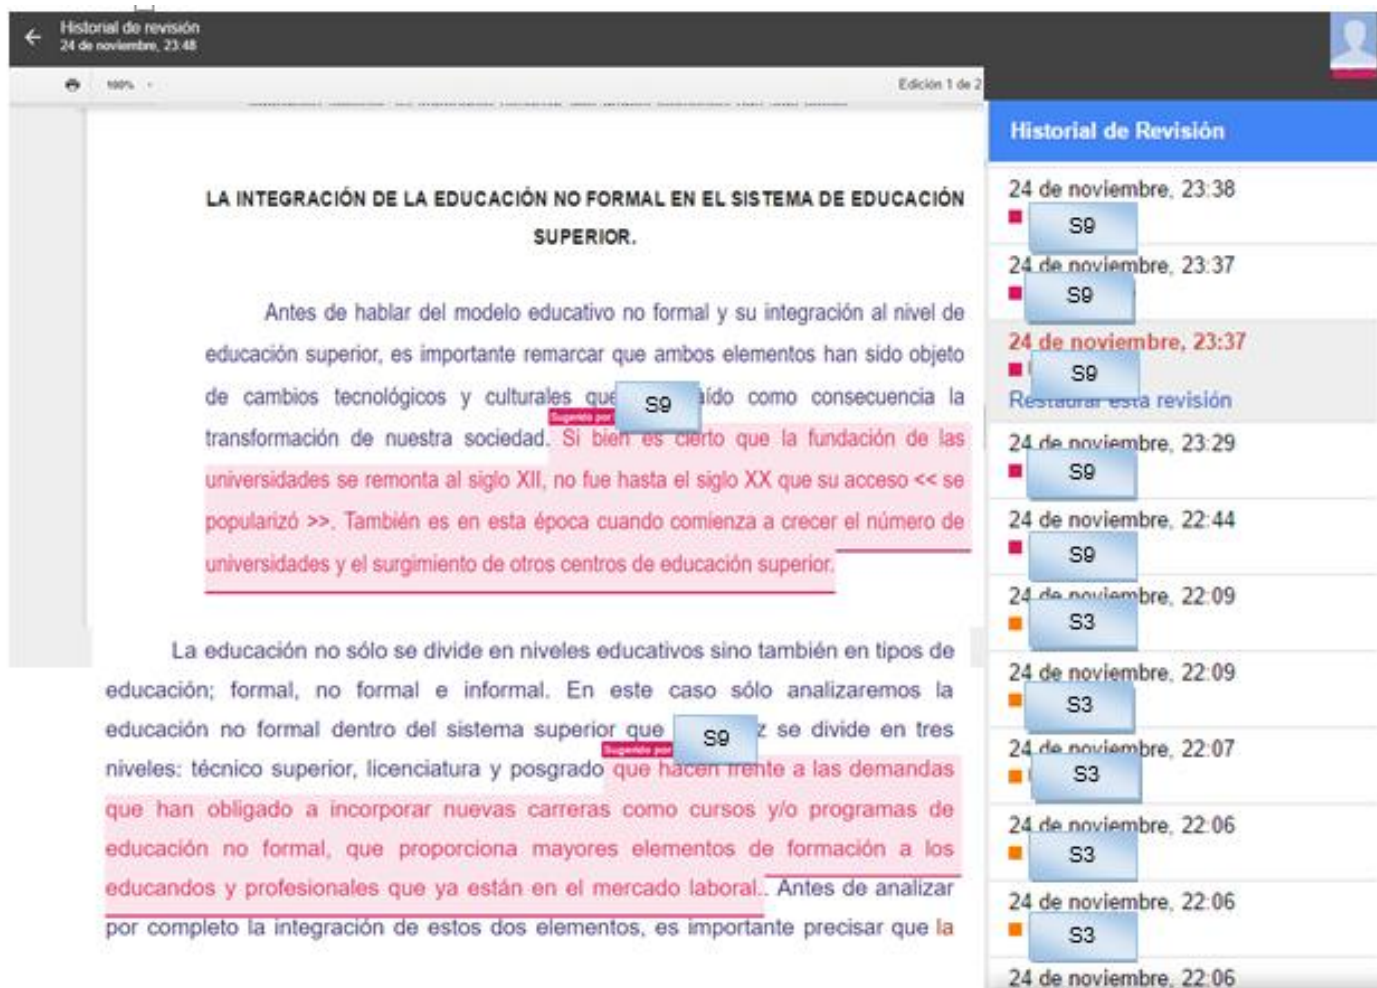 Historial de revisión
24 de noviembre, 23:48
100%
Edición 1 de 2
LA INTEGRACIÓN DE LA EDUCACIÓN NO FORMAL EN EL SISTEMA DE EDUCACIÓN
SUPERIOR.
Antes de hablar del modelo educativo no formal y su integración al nivel de
educación superior, es importante remarcar que ambos elementos han sido objeto
de cambios tecnológicos y culturales que S9 aído como consecuencia la
Sugerido por
transformación de nuestra sociedad. Si bien es cierto que la fundación de las
universidades se remonta al siglo XII, no fue hasta el siglo XX que su acceso << se
popularizó >>. También es en esta época cuando comienza a crecer el número de
universidades y el surgimiento de otros centros de educación superior.
La educación no sólo se divide en niveles educativos sino también en tipos de
educación; formal, no formal e informal. En este caso sólo analizaremos la
educación no formal dentro del sistema superior que S9 z se divide en tres
Sugerido por
niveles: técnico superior, licenciatura y posgrado que hacen frente a las demandas
que han obligado a incorporar nuevas carreras como cursos y/o programas de
educación no formal, que proporciona mayores elementos de formación a los
educandos y profesionales que ya están en el mercado laboral.. Antes de analizar
por completo la integración de estos dos elementos, es importante precisar que la
Historial de Revisión
24 de noviembre, 23:38
S9
24 de noviembre, 23:37
S9
24 de noviembre, 23:37
S9
Restaurar esta revisión
24 de noviembre, 23:29
S9
24 de noviembre, 22:44
S9
24 de noviembre, 22:09
S3
24 de noviembre, 22:09
S3
24 de noviembre, 22:07
S3
24 de noviembre, 22:06
S3
24 de noviembre, 22:06
S3
24 de noviembre, 22:06